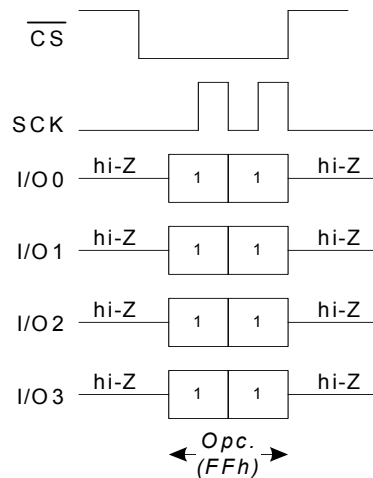 CS
SCK
hi-Z 1 1 hi-Z
I/O0
hi-Z 1 1 hi-Z
I/O1
hi-Z 1 1 hi-Z
I/O2
hi-Z 1 1 hi-Z
I/O3
Opc.
(FFh)